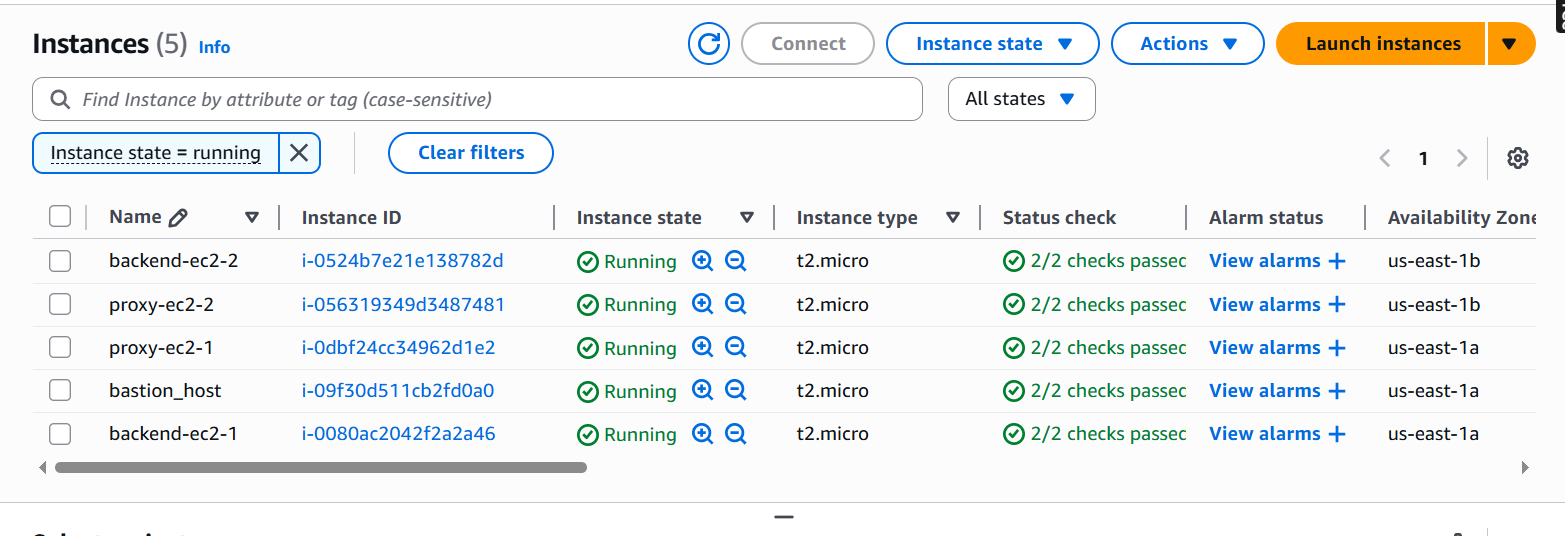 Instances (5) Info
Connect
Instance state
Actions
Launch instances
Find Instance by attribute or tag (case-sensitive)
All states
Instance state = running
Clear filters
1
Name Instance ID Instance state Instance type Status check Alarm status Availability Zone
backend-ec2-2 i-0524b7e21e138782d Running t2.micro 2/2 checks passed View alarms + us-east-1b
proxy-ec2-2 i-056319349d3487481 Running t2.micro 2/2 checks passed View alarms + us-east-1b
proxy-ec2-1 i-0dbf24cc34962d1e2 Running t2.micro 2/2 checks passed View alarms + us-east-1a
bastion_host i-09f30d511cb2fd0a0 Running t2.micro 2/2 checks passed View alarms + us-east-1a
backend-ec2-1 i-0080ac2042f2a2a46 Running t2.micro 2/2 checks passed View alarms + us-east-1a